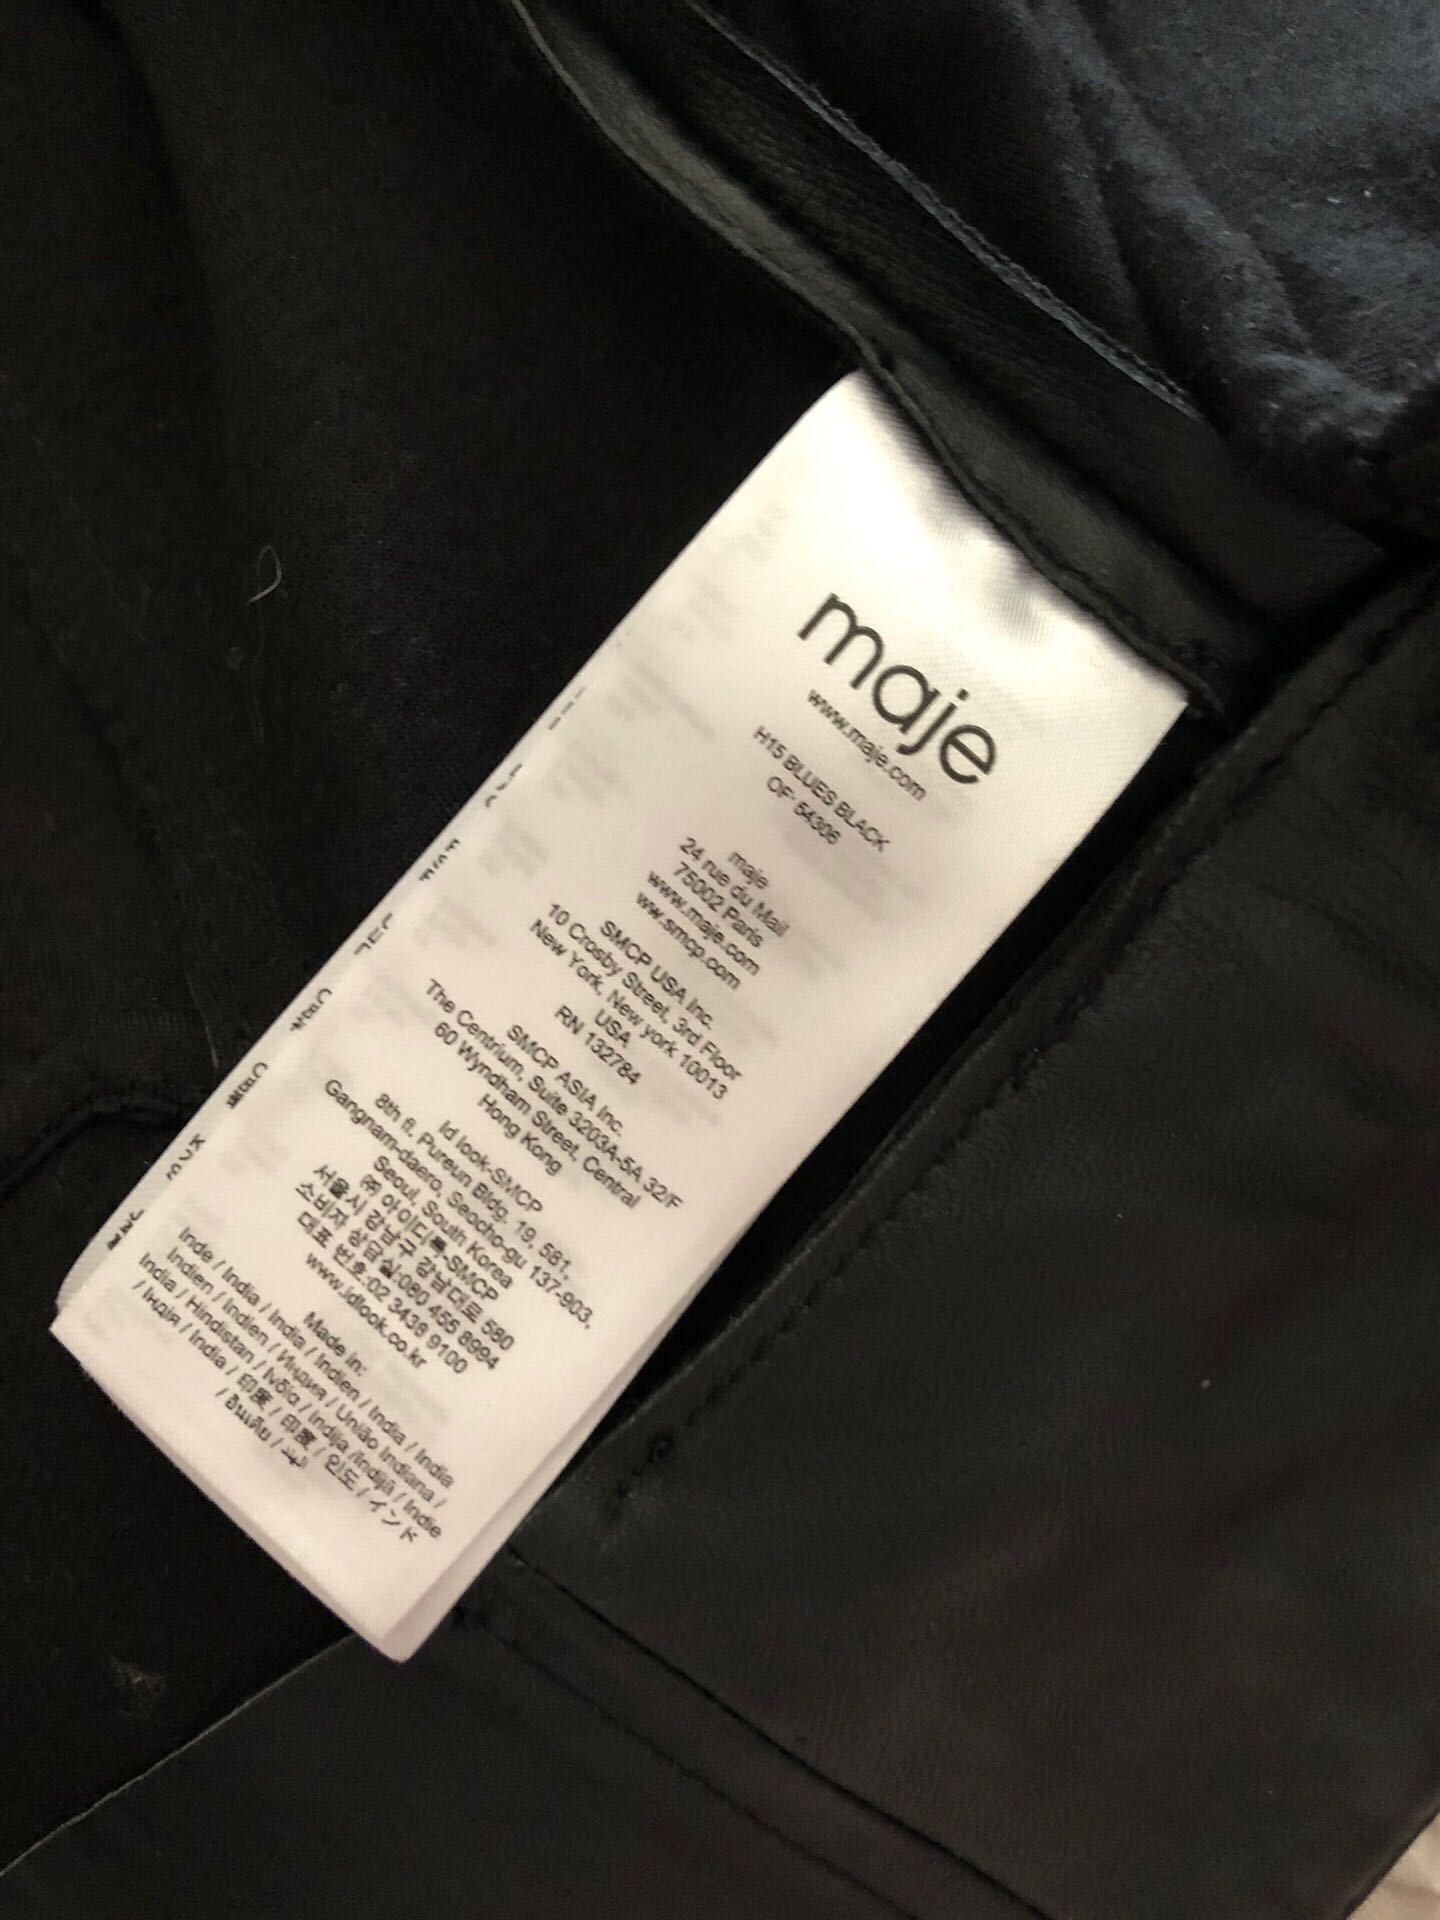 maje
www.maje.com
H15 BLUES BLACK
OF 54306
maje
24 rue du Mail
75002 Paris
www.maje.com
ww.smcp.com
SMCP USA Inc.
10 Crosby Street, 3rd Floor
New York, New york 10013
USA
RN 132784
SMCP ASIA Inc.
The Centrium, Suite 3203A-5A 32/F
60 Wyndham Street, Central
Hong Kong
Id look-SMCP
8th fl, Pureun Bldg. 19, 581,
Gangnam-daero, Seocho-gu 137-903,
Seoul, South Korea
㈜ 아이디룩-SMCP
서울시 강남구 강남대로 580
소비자 상담실:080 455 8994
대표 번호:02 3438 9100
www.idlook.co.kr
Made in:
Inde / India / India / Indien / India / India
Indien / Indien / Индия / União Indiana /
India / Hindistan / Ινδία / Indija /Indijā / Indie
/ Індія / India / 印度 / 印度 / 인도 / インド
/ อินเดีย /